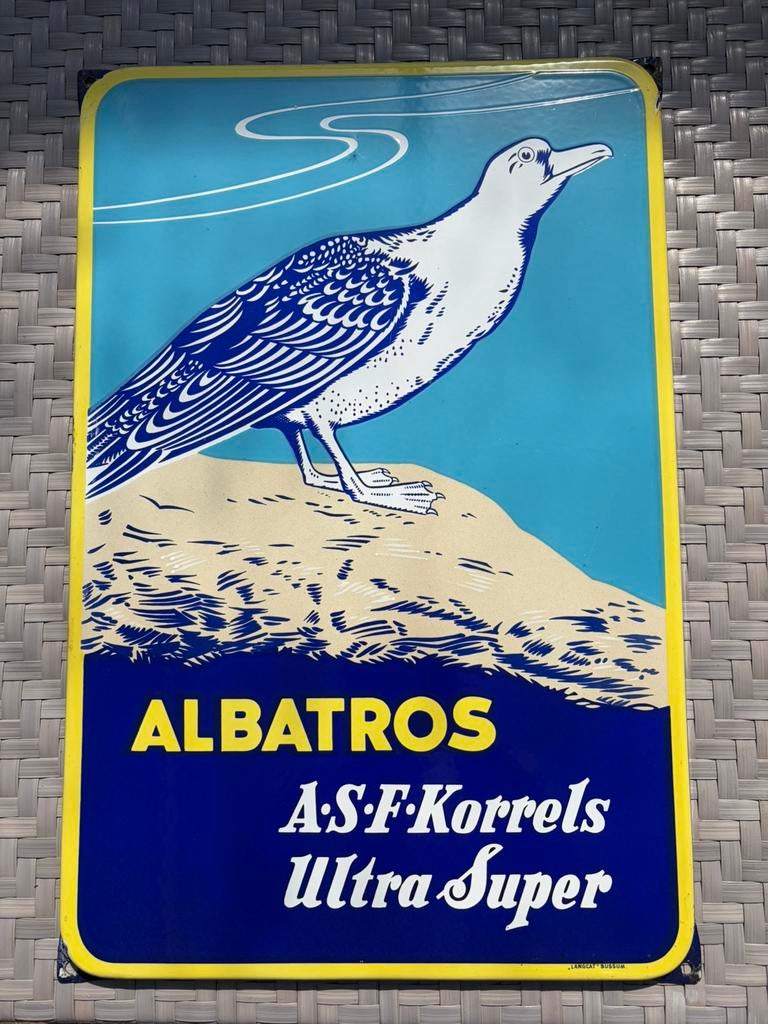 ALBATROS
A·S·F·Korrels
Ultra Super
„LANGCAT" BUSSUM